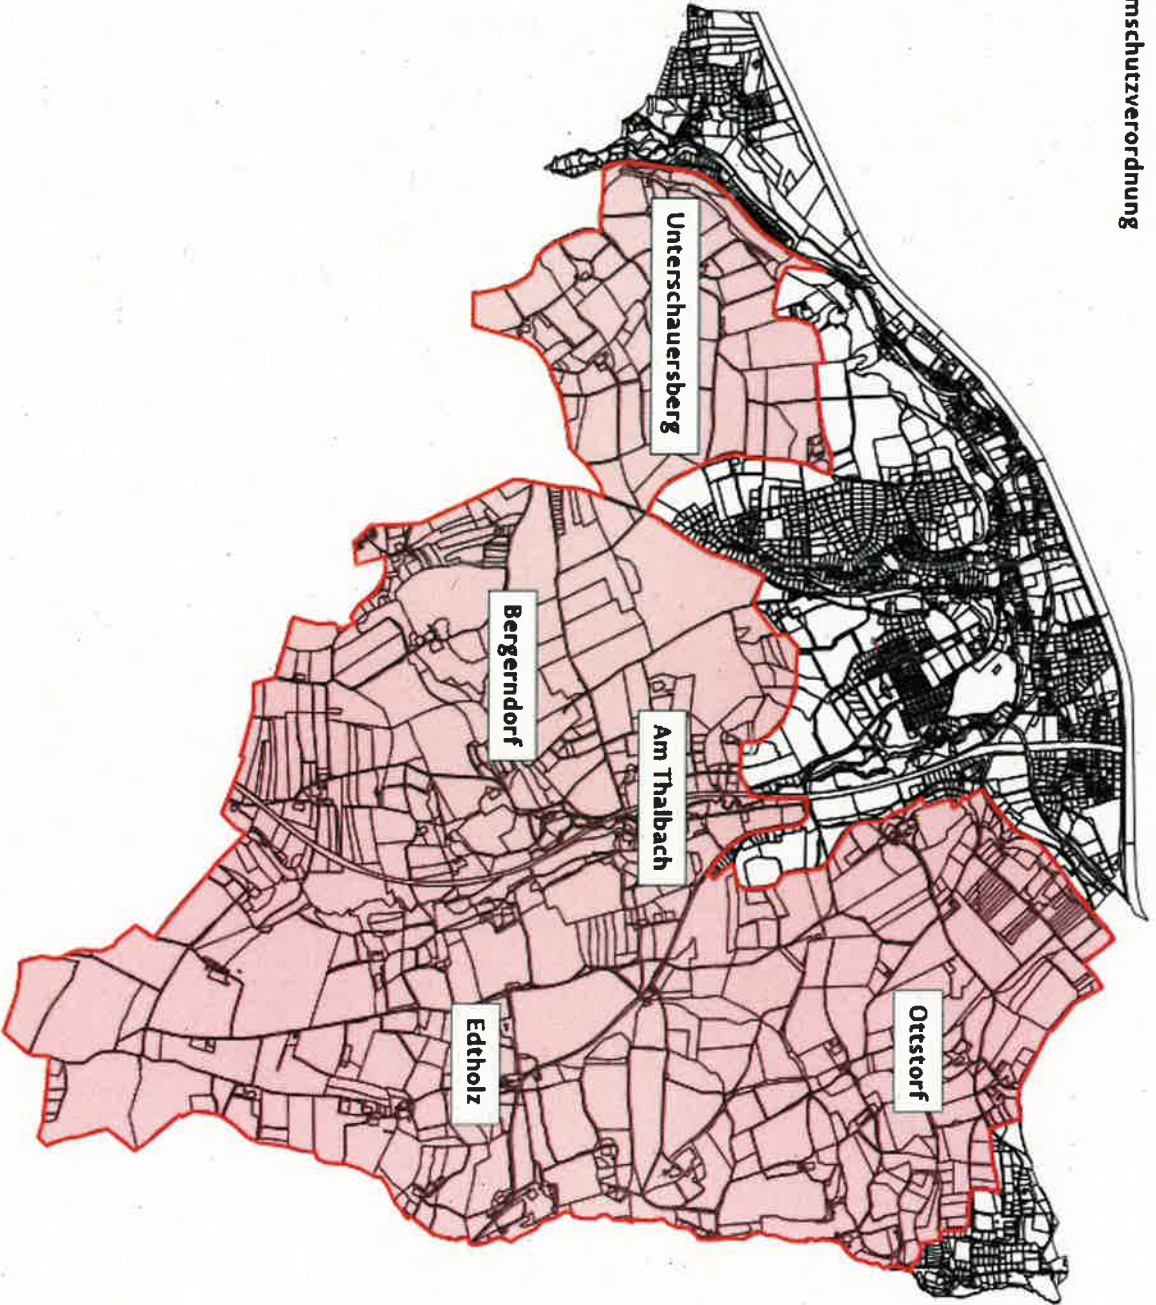 mschutzverordnung
Ottstorf
Unterschauersberg
Am Thalbach
Bergerndorf
Edtholz